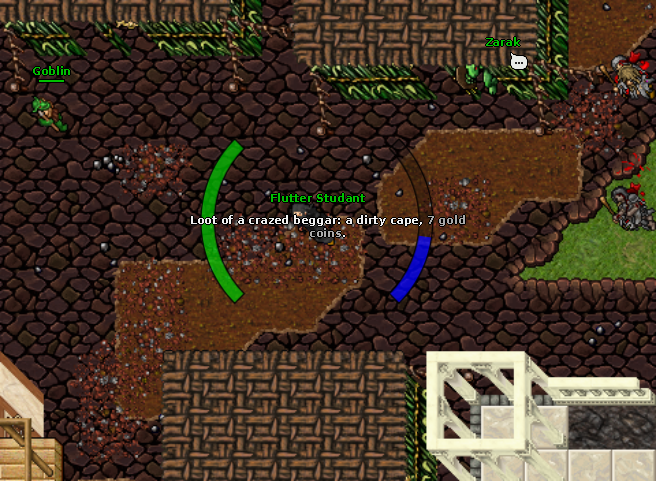 Zarak
...
Goblin
Flutter Studant
Loot of a crazed beggar: a dirty cape, 7 gold
coins.